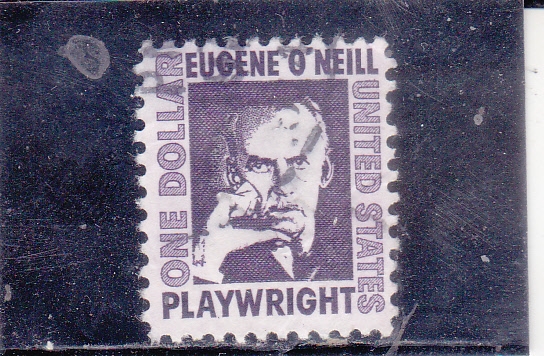 EUGENE O'NEILL
ONE DOLLAR
UNITED STATES
PLAYWRIGHT